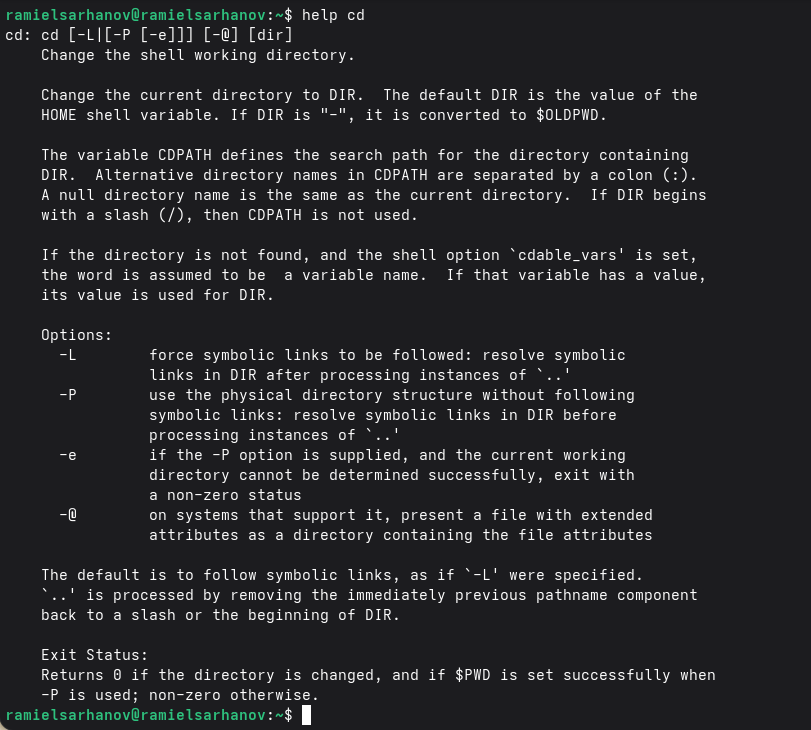 ramielsarhanov@ramielsarhanov:~$ help cd
cd: cd [-L|[-P [-e]]] [-@] [dir]
    Change the shell working directory.

    Change the current directory to DIR.  The default DIR is the value of the
    HOME shell variable. If DIR is "-", it is converted to $OLDPWD.

    The variable CDPATH defines the search path for the directory containing
    DIR.  Alternative directory names in CDPATH are separated by a colon (:).
    A null directory name is the same as the current directory.  If DIR begins
    with a slash (/), then CDPATH is not used.

    If the directory is not found, and the shell option `cdable_vars' is set,
    the word is assumed to be  a variable name.  If that variable has a value,
    its value is used for DIR.

    Options:
      -L        force symbolic links to be followed: resolve symbolic
                links in DIR after processing instances of `..'
      -P        use the physical directory structure without following
                symbolic links: resolve symbolic links in DIR before
                processing instances of `..'
      -e        if the -P option is supplied, and the current working
                directory cannot be determined successfully, exit with
                a non-zero status
      -@        on systems that support it, present a file with extended
                attributes as a directory containing the file attributes

    The default is to follow symbolic links, as if `-L' were specified.
    `..' is processed by removing the immediately previous pathname component
    back to a slash or the beginning of DIR.

    Exit Status:
    Returns 0 if the directory is changed, and if $PWD is set successfully when
    -P is used; non-zero otherwise.
ramielsarhanov@ramielsarhanov:~$